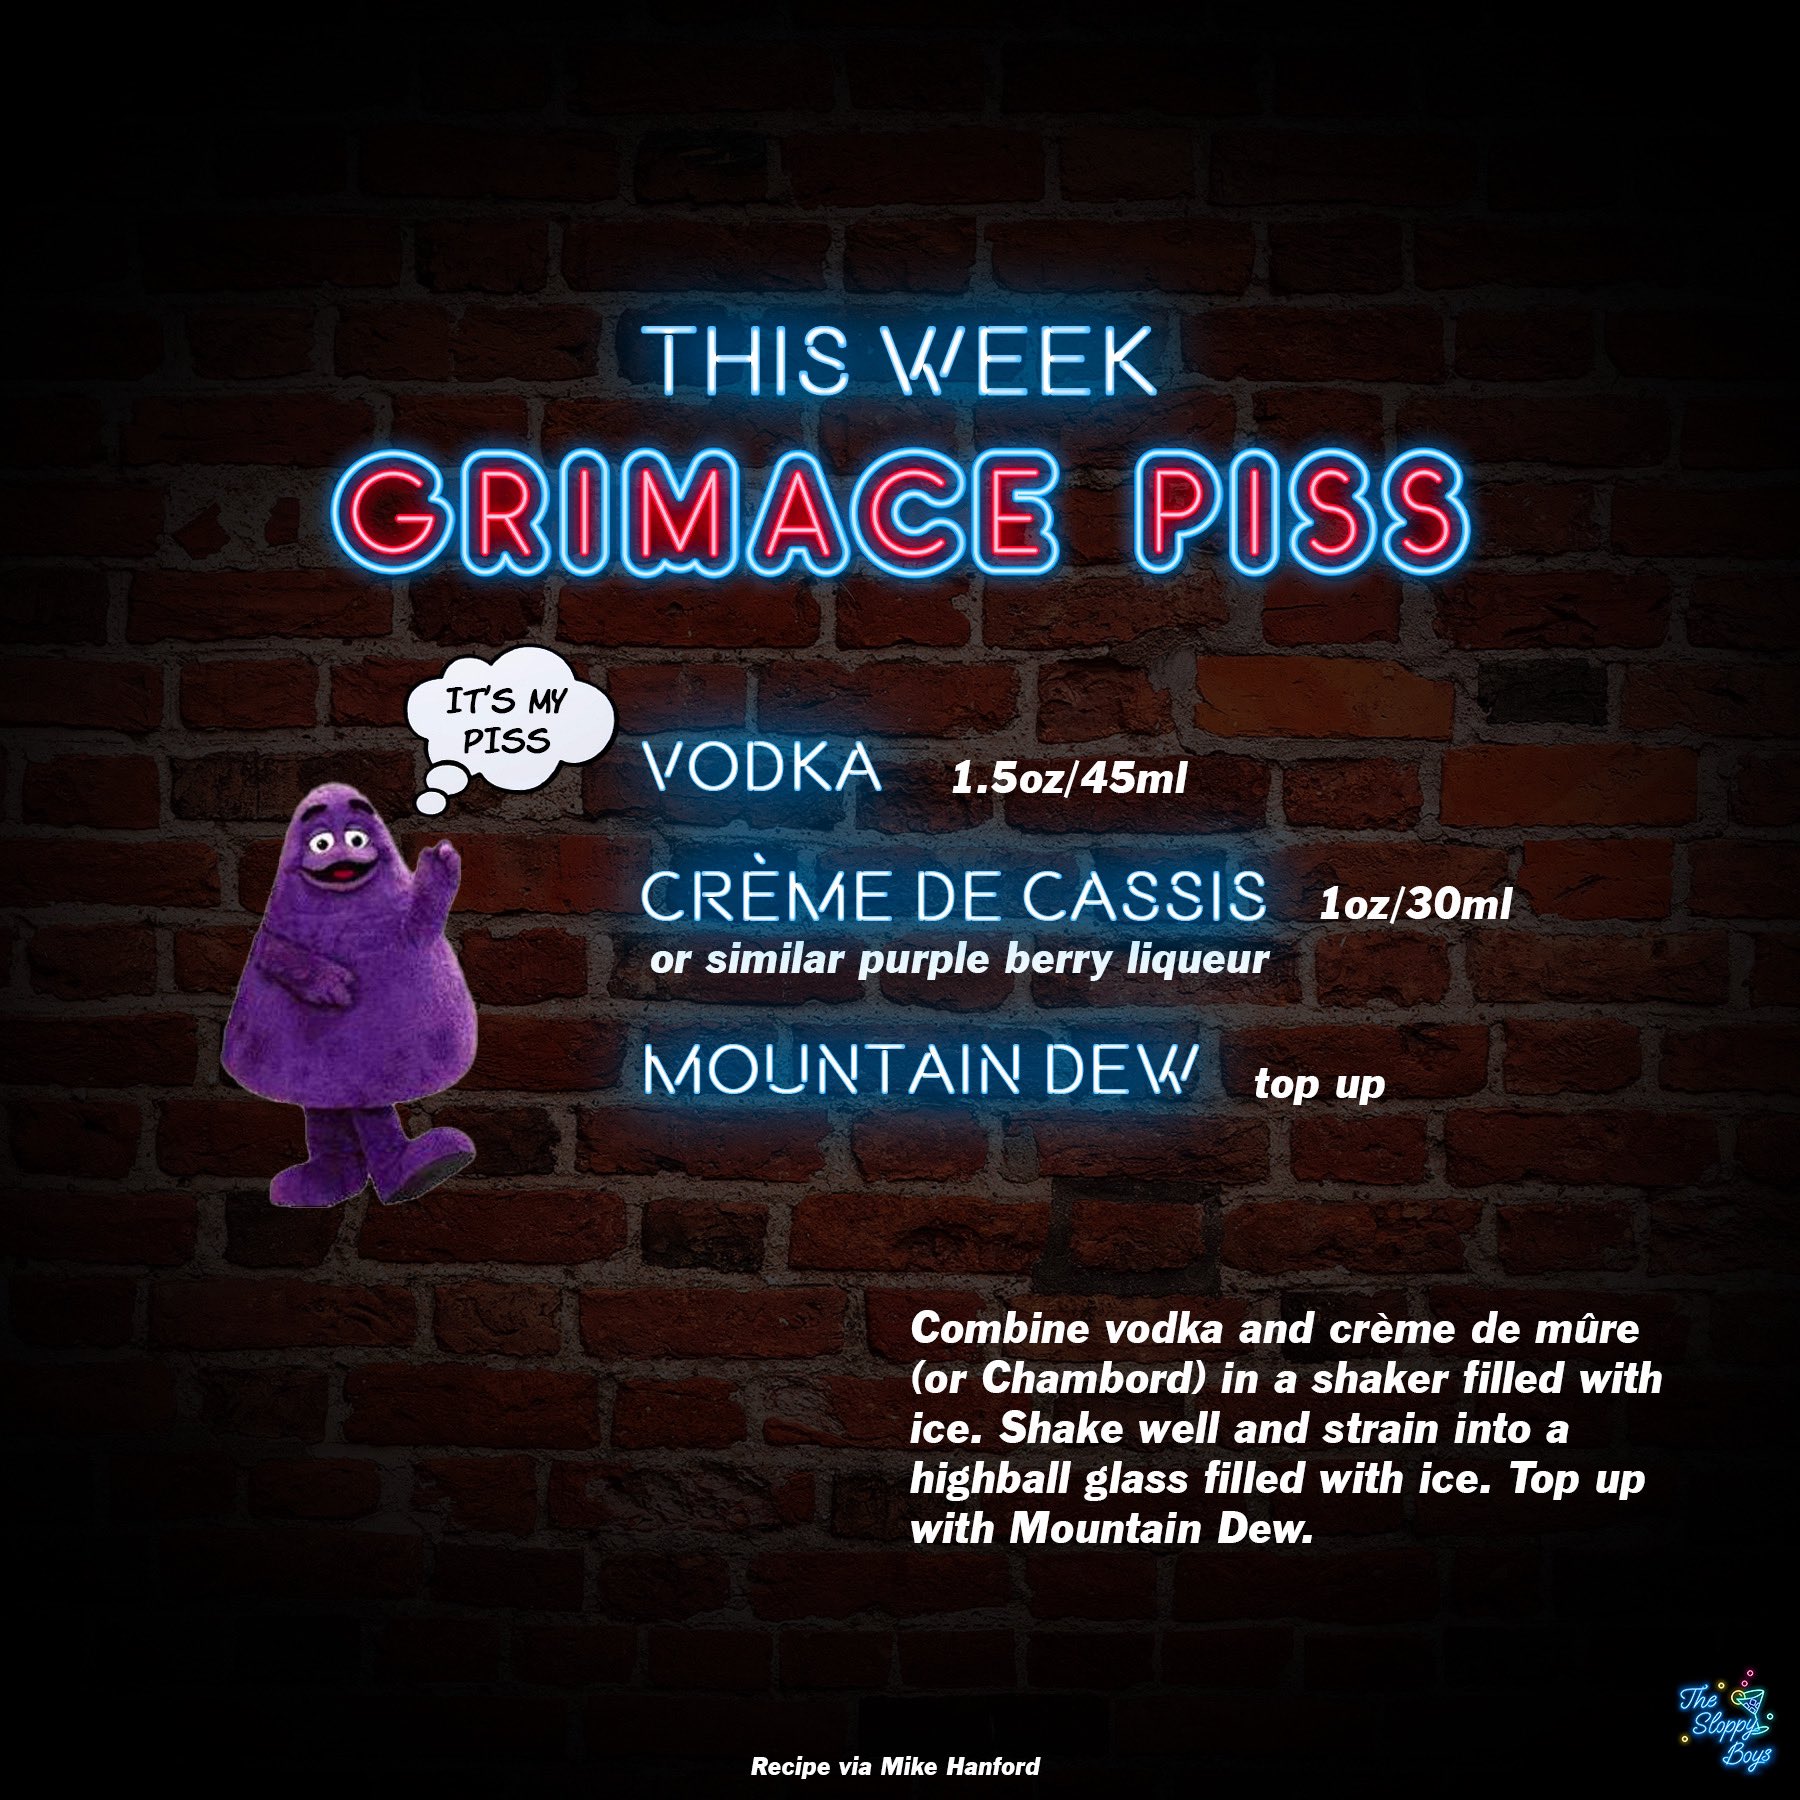 THIS WEEK
GRIMACE PISS
IT'S MY
PISS
VODKA 1.5oz/45ml
CRÈME DE CASSIS 1oz/30ml
or similar purple berry liqueur
MOUNTAIN DEW top up
Combine vodka and crème de mûre
(or Chambord) in a shaker filled with
ice. Shake well and strain into a
highball glass filled with ice. Top up
with Mountain Dew.
Recipe via Mike Hanford
The
Sloppy
Boys